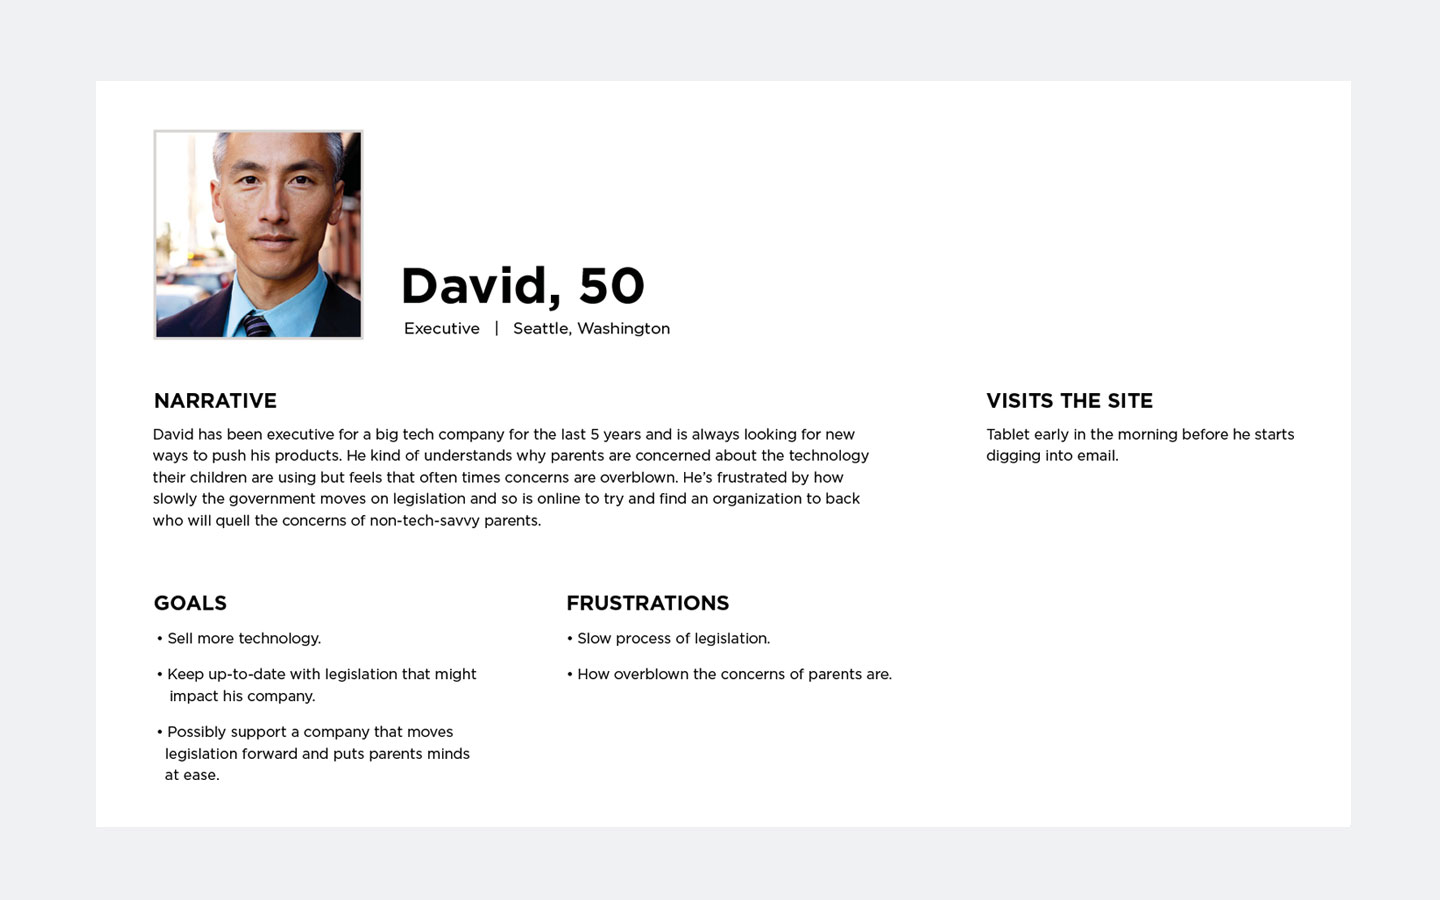 David, 50
Executive | Seattle, Washington
NARRATIVE
David has been executive for a big tech company for the last 5 years and is always looking for new
ways to push his products. He kind of understands why parents are concerned about the technology
their children are using but feels that often times concerns are overblown. He’s frustrated by how
slowly the government moves on legislation and so is online to try and find an organization to back
who will quell the concerns of non-tech-savvy parents.
VISITS THE SITE
Tablet early in the morning before he starts
digging into email.
GOALS
• Sell more technology.
• Keep up-to-date with legislation that might
impact his company.
• Possibly support a company that moves
legislation forward and puts parents minds
at ease.
FRUSTRATIONS
• Slow process of legislation.
• How overblown the concerns of parents are.